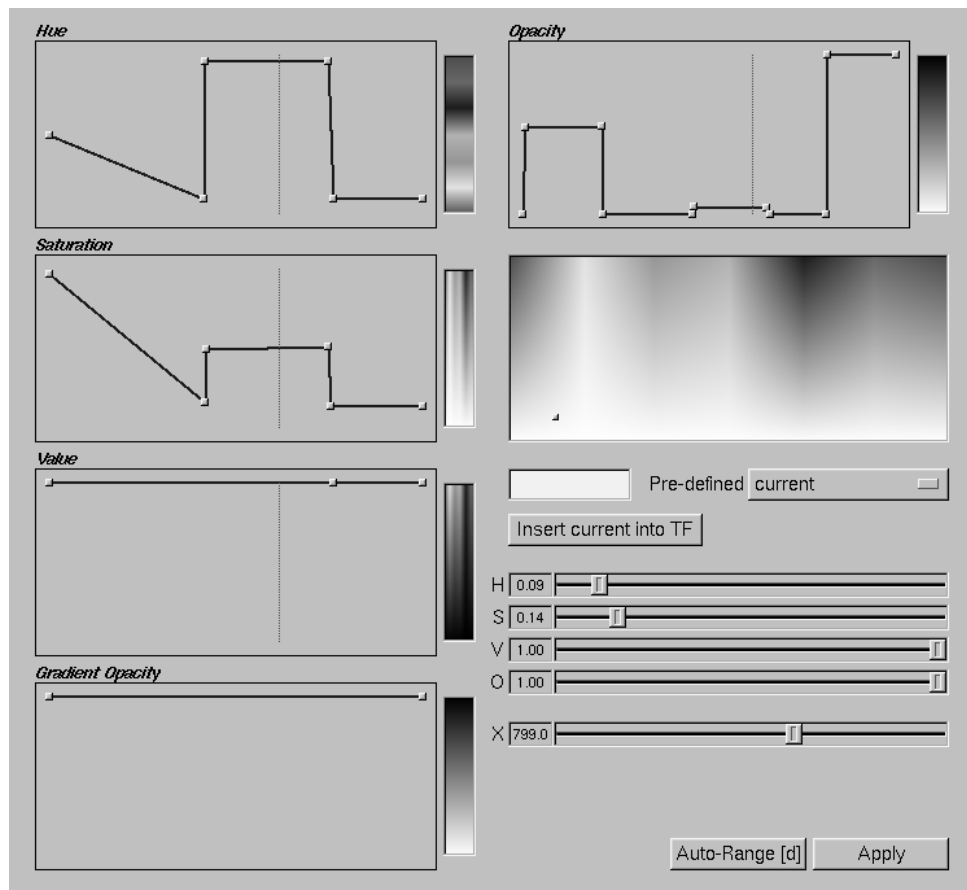 Hue
Opacity
Saturation
Value
Pre-defined current
Insert current into TF
H 0.09
S 0.14
V 1.00
Gradient Opacity
O 1.00
X 799.0
Auto-Range [d] Apply